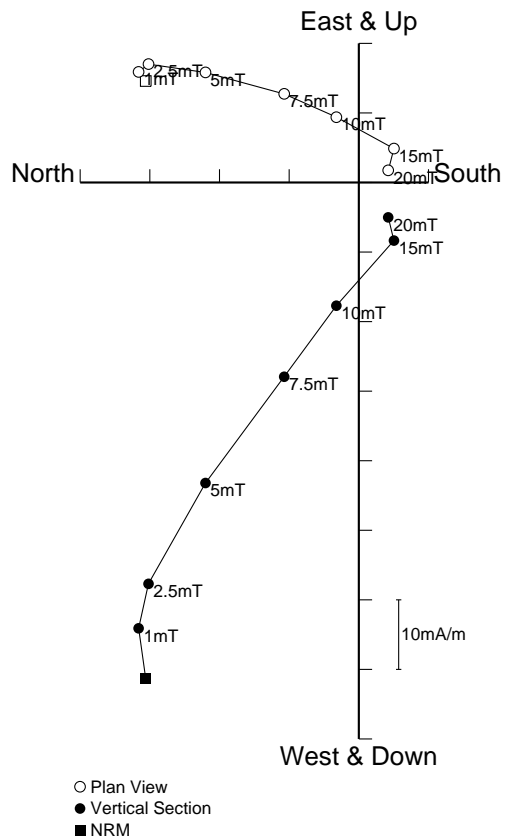 East & Up
1mT
2.5mT
5mT
7.5mT
10mT
15mT
20mT
North
South
20mT
15mT
10mT
7.5mT
5mT
2.5mT
1mT
10mA/m
West & Down
Plan View
Vertical Section
NRM